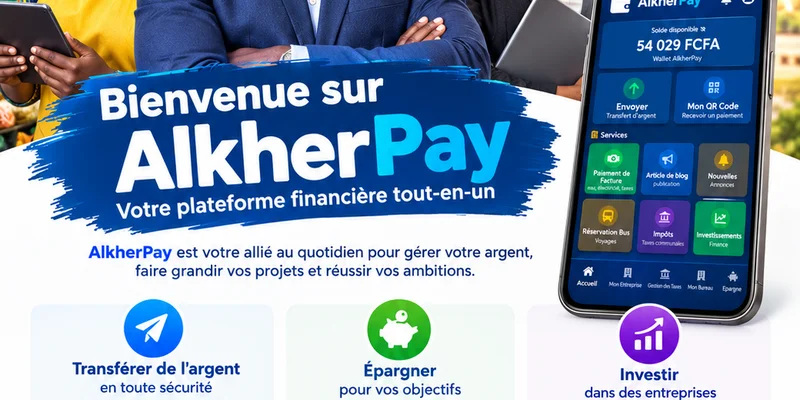 Bienvenue sur
AlkherPay
Votre plateforme financière tout-en-un
AlkherPay est votre allié au quotidien pour gérer votre argent,
faire grandir vos projets et réussir vos ambitions.
Transférer de l'argent
en toute sécurité
Épargner
pour vos objectifs
Investir
dans des entreprises
AlkherPay
Solde disponible
54 029 FCFA
Wallet AlkherPay
Envoyer
Transfert d'argent
Mon QR Code
Recevoir un paiement
Services
Paiement de
Facture
eau, électricité, taxes
Article de blog
publication
Nouvelles
Annonces
Réservation Bus
Voyages
Impôts
Taxes communales
Investissements
Finance
Accueil
Mon Entreprise
Gestion des Taxes
Mon Bureau
Épargne